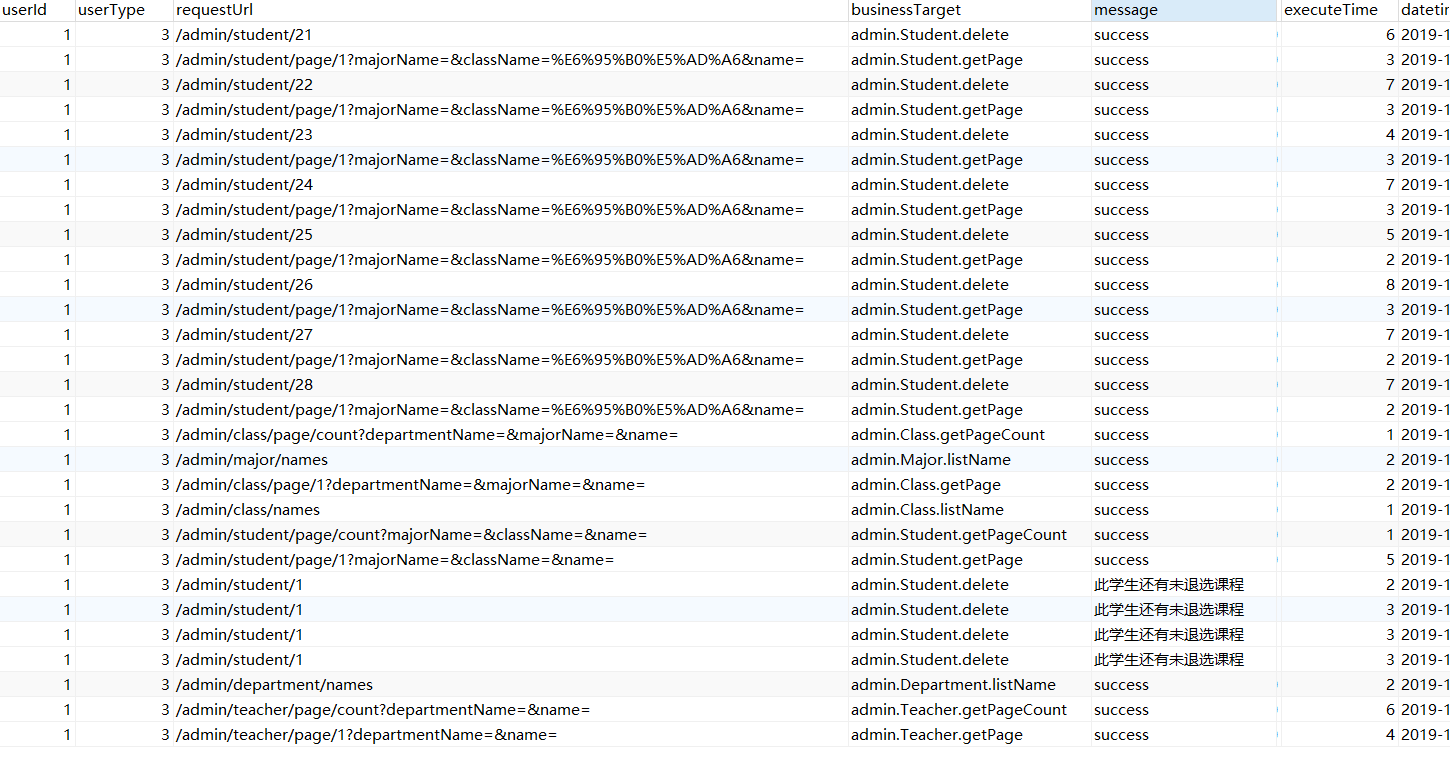 userId userType requestUrl businessTarget message executeTime datetir
1 3 /admin/student/21 admin.Student.delete success 6 2019-1
1 3 /admin/student/page/1?majorName=&className=%E6%95%B0%E5%AD%A6&name= admin.Student.getPage success 3 2019-1
1 3 /admin/student/22 admin.Student.delete success 7 2019-1
1 3 /admin/student/page/1?majorName=&className=%E6%95%B0%E5%AD%A6&name= admin.Student.getPage success 3 2019-1
1 3 /admin/student/23 admin.Student.delete success 4 2019-1
1 3 /admin/student/page/1?majorName=&className=%E6%95%B0%E5%AD%A6&name= admin.Student.getPage success 3 2019-1
1 3 /admin/student/24 admin.Student.delete success 7 2019-1
1 3 /admin/student/page/1?majorName=&className=%E6%95%B0%E5%AD%A6&name= admin.Student.getPage success 3 2019-1
1 3 /admin/student/25 admin.Student.delete success 5 2019-1
1 3 /admin/student/page/1?majorName=&className=%E6%95%B0%E5%AD%A6&name= admin.Student.getPage success 2 2019-1
1 3 /admin/student/26 admin.Student.delete success 8 2019-1
1 3 /admin/student/page/1?majorName=&className=%E6%95%B0%E5%AD%A6&name= admin.Student.getPage success 3 2019-1
1 3 /admin/student/27 admin.Student.delete success 7 2019-1
1 3 /admin/student/page/1?majorName=&className=%E6%95%B0%E5%AD%A6&name= admin.Student.getPage success 2 2019-1
1 3 /admin/student/28 admin.Student.delete success 7 2019-1
1 3 /admin/student/page/1?majorName=&className=%E6%95%B0%E5%AD%A6&name= admin.Student.getPage success 2 2019-1
1 3 /admin/class/page/count?departmentName=&majorName=&name= admin.Class.getPageCount success 1 2019-1
1 3 /admin/major/names admin.Major.listName success 2 2019-1
1 3 /admin/class/page/1?departmentName=&majorName=&name= admin.Class.getPage success 2 2019-1
1 3 /admin/class/names admin.Class.listName success 1 2019-1
1 3 /admin/student/page/count?majorName=&className=&name= admin.Student.getPageCount success 1 2019-1
1 3 /admin/student/page/1?majorName=&className=&name= admin.Student.getPage success 5 2019-1
1 3 /admin/student/1 admin.Student.delete 此学生还有未退选课程 2 2019-1
1 3 /admin/student/1 admin.Student.delete 此学生还有未退选课程 3 2019-1
1 3 /admin/student/1 admin.Student.delete 此学生还有未退选课程 3 2019-1
1 3 /admin/student/1 admin.Student.delete 此学生还有未退选课程 3 2019-1
1 3 /admin/department/names admin.Department.listName success 2 2019-1
1 3 /admin/teacher/page/count?departmentName=&name= admin.Teacher.getPageCount success 6 2019-1
1 3 /admin/teacher/page/1?departmentName=&name= admin.Teacher.getPage success 4 2019-1